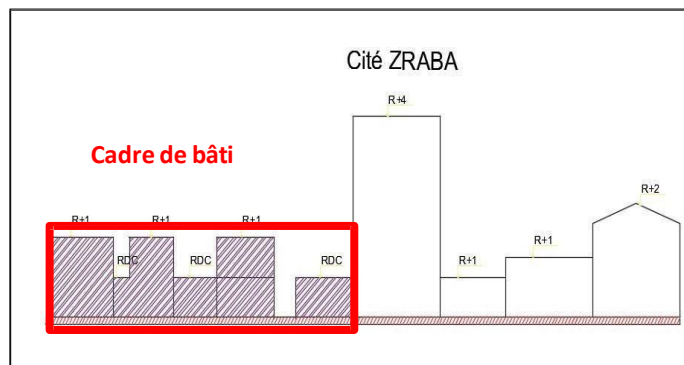 Cité ZRABA
R+4
Cadre de bâti
R+2
R+1 R+1 R+1
R+1
RDC RDC RDC
R+1